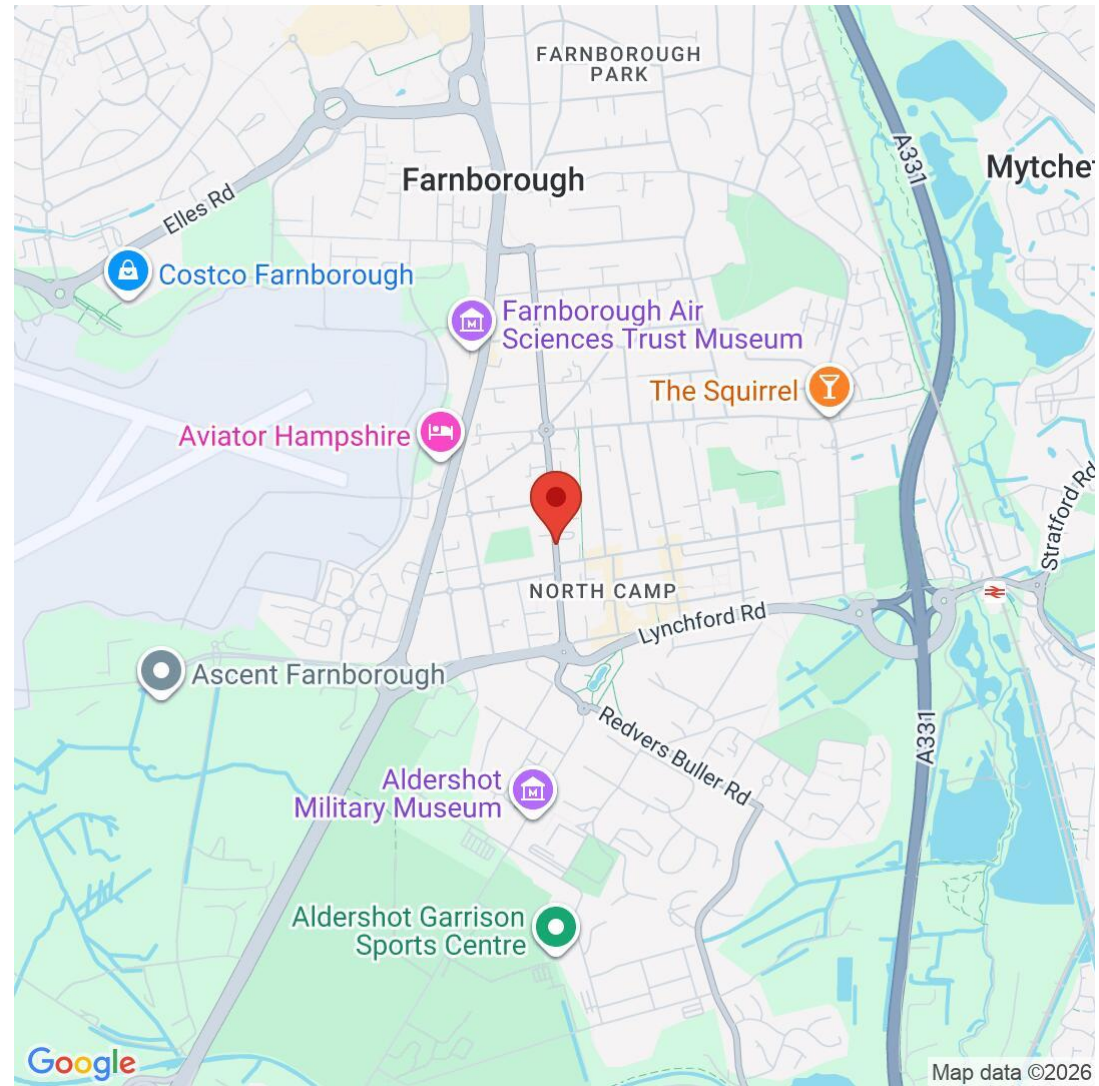 FARNBOROUGH
PARK
A331
Mytche
Farnborough
Elles Rd
Costco Farnborough
Farnborough Air
Sciences Trust Museum
The Squirrel
Aviator Hampshire
Stratford Rd
NORTH CAMP
Lynchford Rd
Ascent Farnborough
Redvers Buller Rd
A331
Aldershot
Military Museum
Aldershot Garrison
Sports Centre
Google
Map data ©2026